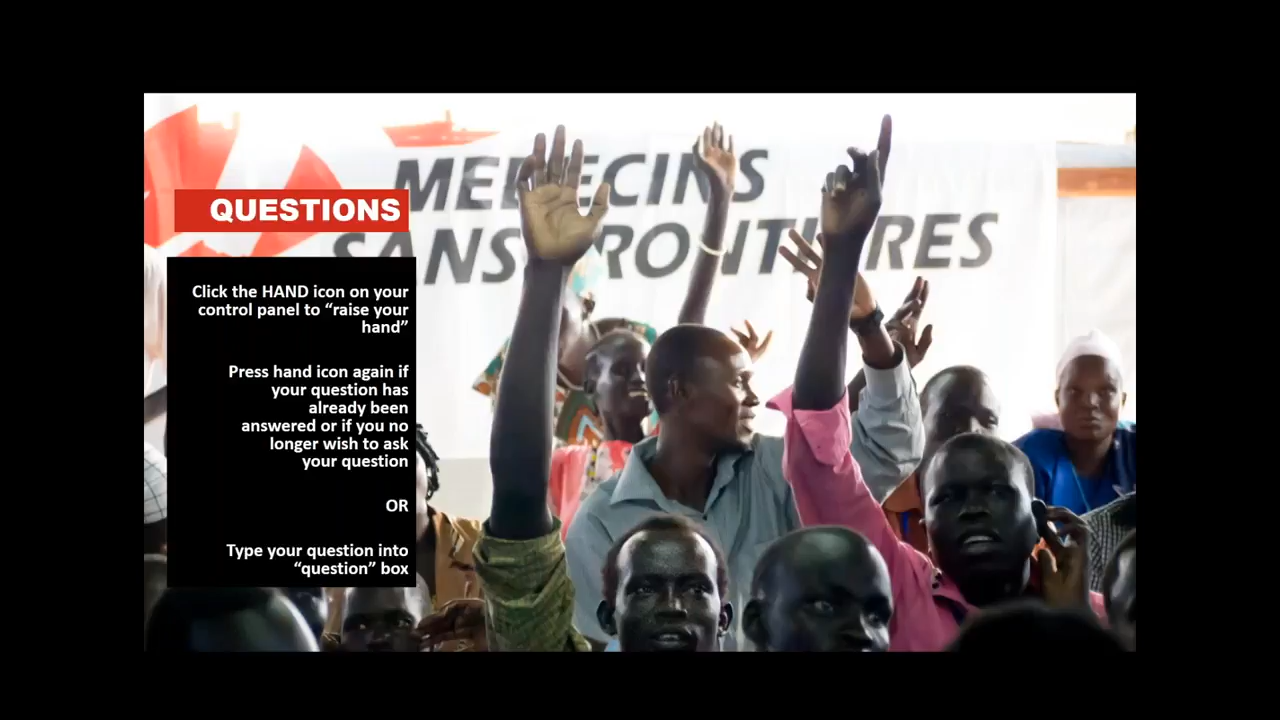 MEDECINS
SANS FRONTIERES
QUESTIONS
Click the HAND icon on your
control panel to “raise your
hand”
Press hand icon again if
your question has
already been
answered or if you no
longer wish to ask
your question
OR
Type your question into
“question” box